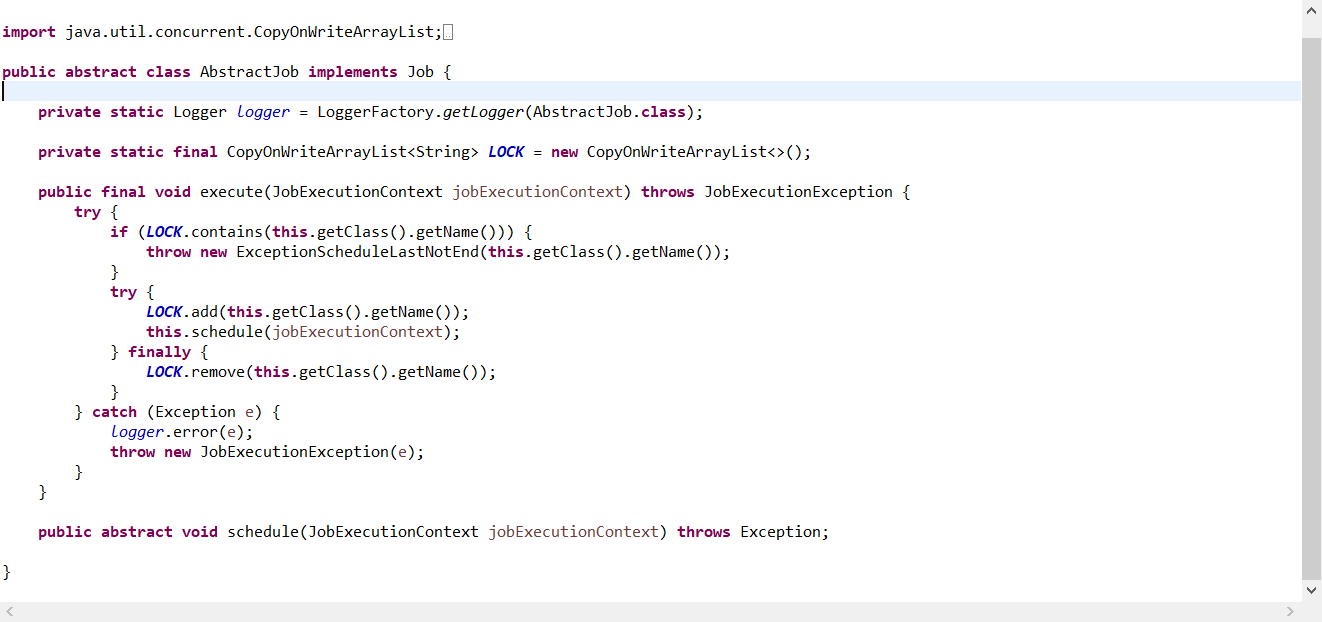 import java.util.concurrent.CopyOnWriteArrayList;
public abstract class AbstractJob implements Job {
    private static Logger logger = LoggerFactory.getLogger(AbstractJob.class);
    private static final CopyOnWriteArrayList<String> LOCK = new CopyOnWriteArrayList<>();
    public final void execute(JobExecutionContext jobExecutionContext) throws JobExecutionException {
        try {
            if (LOCK.contains(this.getClass().getName())) {
                throw new ExceptionScheduleLastNotEnd(this.getClass().getName());
            }
            try {
                LOCK.add(this.getClass().getName());
                this.schedule(jobExecutionContext);
            } finally {
                LOCK.remove(this.getClass().getName());
            }
        } catch (Exception e) {
            logger.error(e);
            throw new JobExecutionException(e);
        }
    }
    public abstract void schedule(JobExecutionContext jobExecutionContext) throws Exception;
}